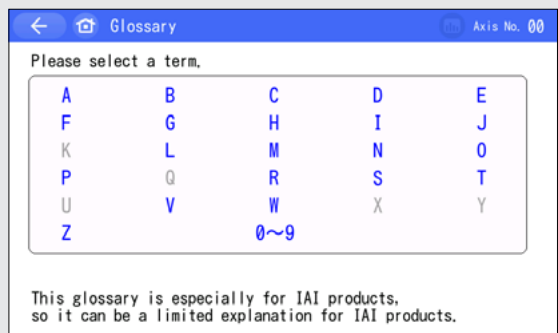 Glossary Axis No. 00
Please select a term.
A B C D E
F G H I J
K L M N O
P Q R S T
U V W X Y
Z 0～9
This glossary is especially for IAI products,
so it can be a limited explanation for IAI products.